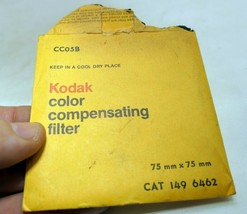 CC05B
KEEP IN A COOL DRY PLACE
Kodak
color
compensating
filter
75 mm x 75 mm
CAT 149 6462